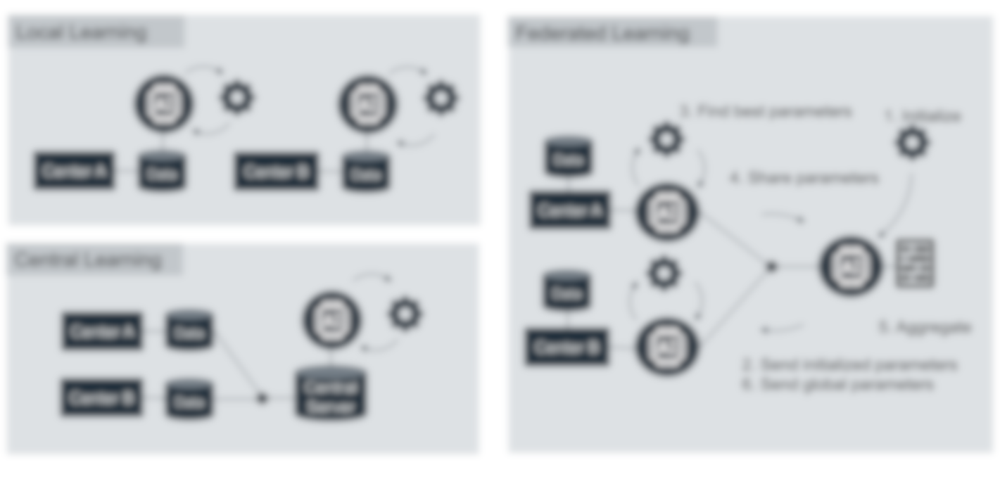 Local Learning
Center A
Data
Center B
Data
Central Learning
Center A
Data
Center B
Data
Central
Server
Federated Learning
3. Find best parameters
1. Initialize
Data
4. Share parameters
Center A
Data
Center B
5. Aggregate
2. Send initialized parameters
6. Send global parameters